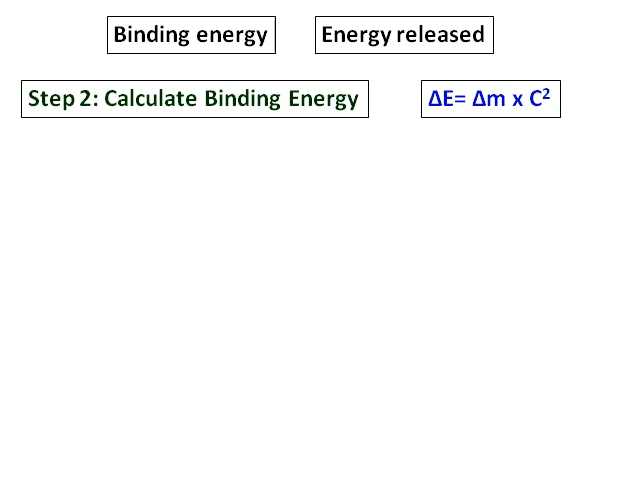 Binding energy
Energy released
Step 2: Calculate Binding Energy
ΔE= Δm x C²